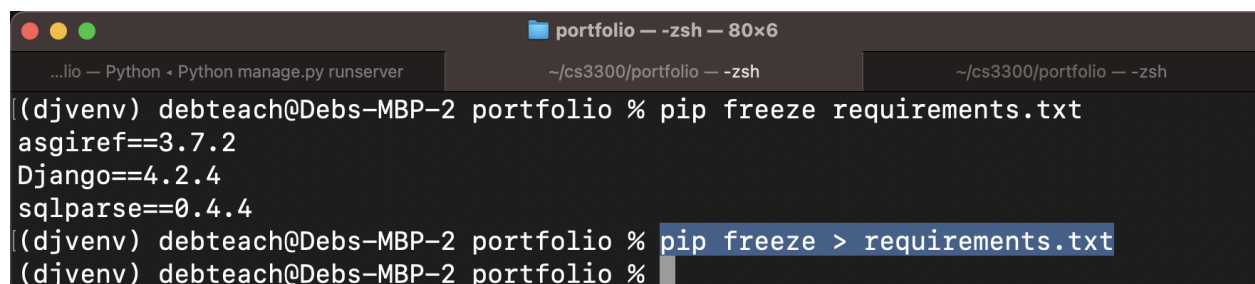 portfolio — -zsh — 80×6
...lio — Python ◂ Python manage.py runserver
~/cs3300/portfolio — -zsh
~/cs3300/portfolio — -zsh
[(djvenv) debteach@Debs-MBP-2 portfolio % pip freeze requirements.txt
asgiref==3.7.2
Django==4.2.4
sqlparse==0.4.4
[(djvenv) debteach@Debs-MBP-2 portfolio % pip freeze > requirements.txt
(djvenv) debteach@Debs-MBP-2 portfolio %